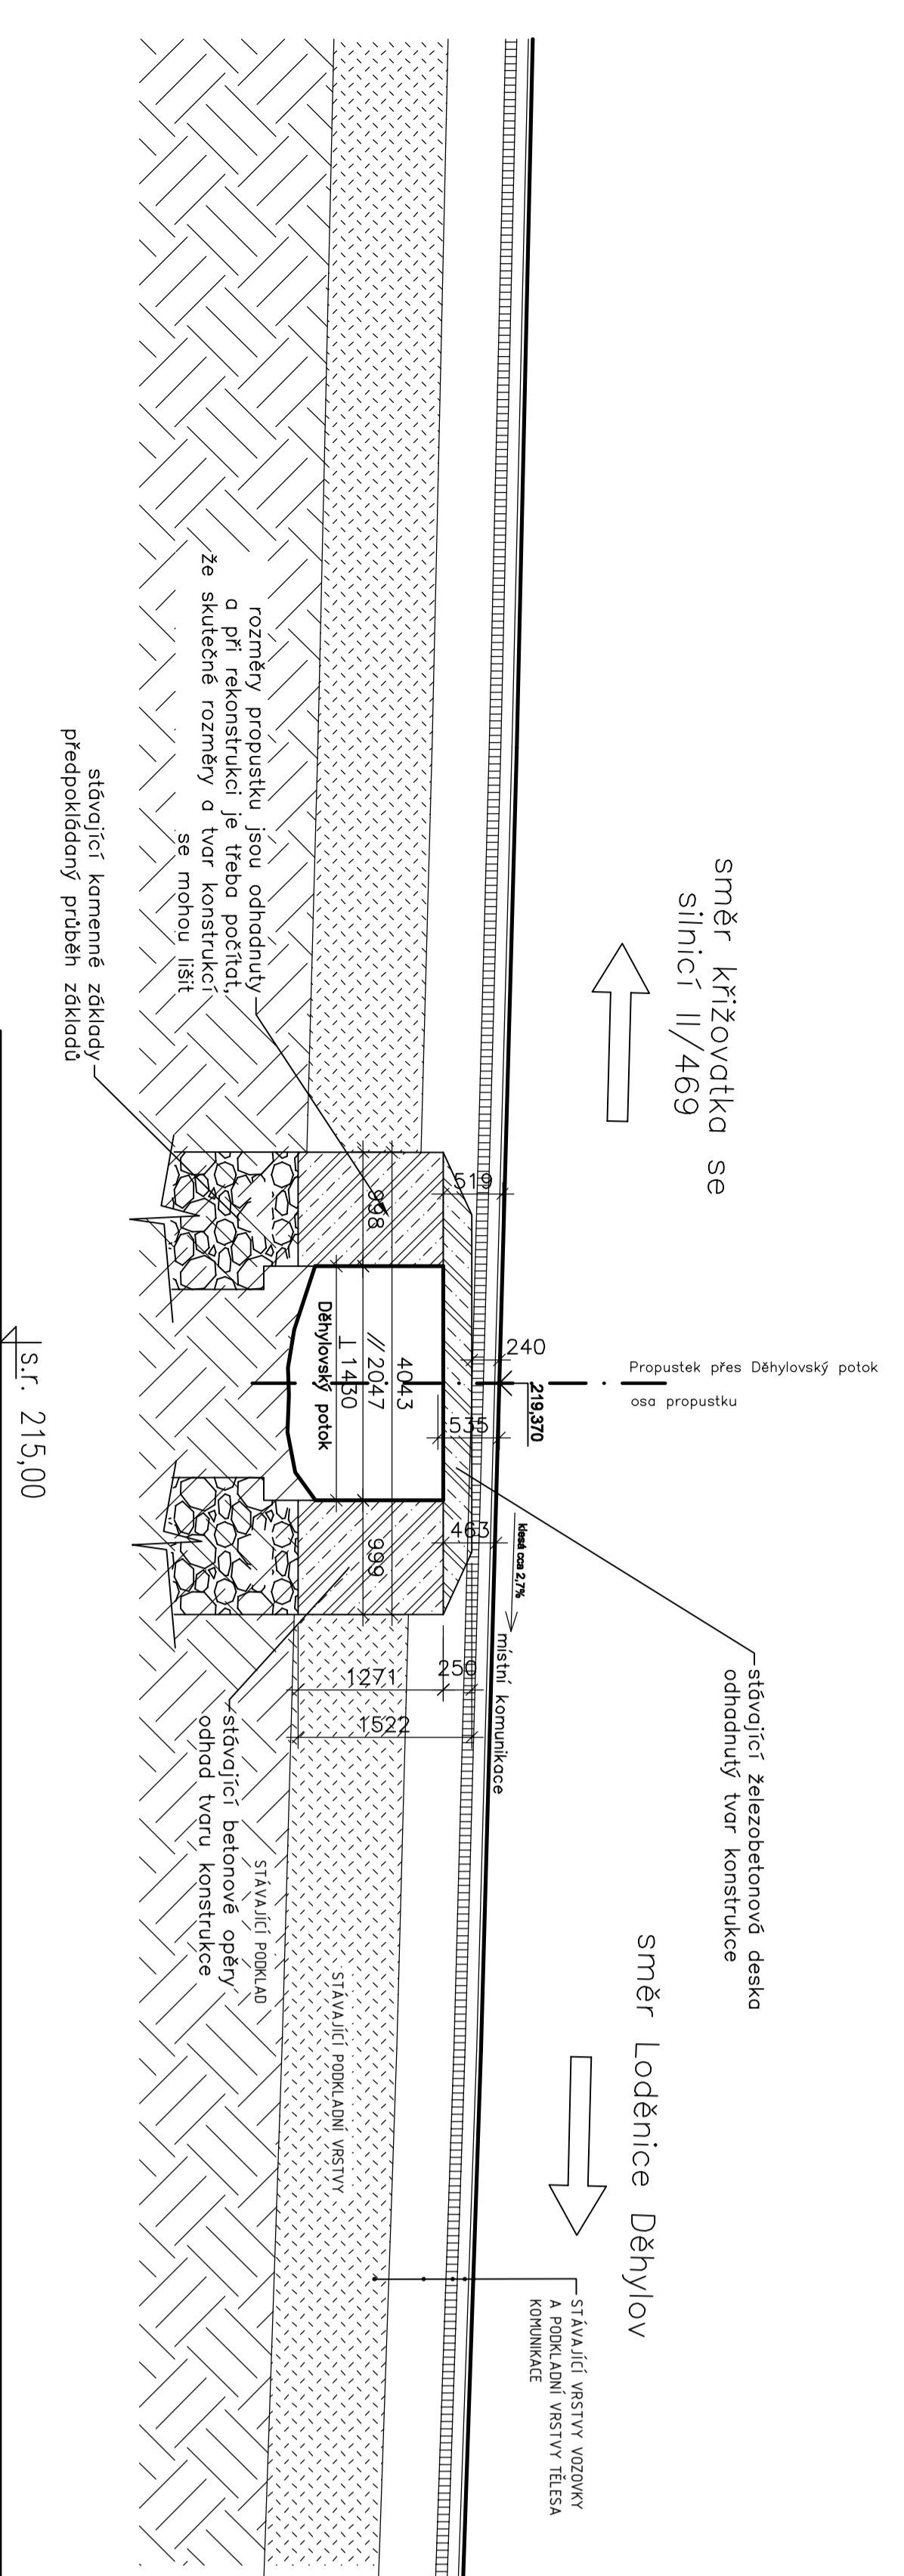 směr křižovatka se
silnicí II/469
směr Loděnice Děhylov
Propustek přes Děhylovský potok
osa propustku
stávající železobetonová deska
odhadnutý tvar konstrukce
STÁVAJÍCÍ VRSTVY VOZOVKY
A PODKLADNÍ VRSTVY TĚLESA
KOMUNIKACE
219,370
klesá cca 2,7%
místní komunikace
519
240
535
463
250
1271
1522
4043
998
// 2047
999
⊥ 1430
Děhylovský potok
STÁVAJÍCÍ PODKLADNÍ VRSTVY
STÁVAJÍCÍ PODKLAD
rozměry propustku jsou odhadnuty
a při rekonstrukci je třeba počítat,
že skutečné rozměry a tvar konstrukcí
se mohou lišit
stávající betonové opěry
odhad tvaru konstrukce
stávající kamenné základy
předpokládaný průběh základů
s.r. 215,00